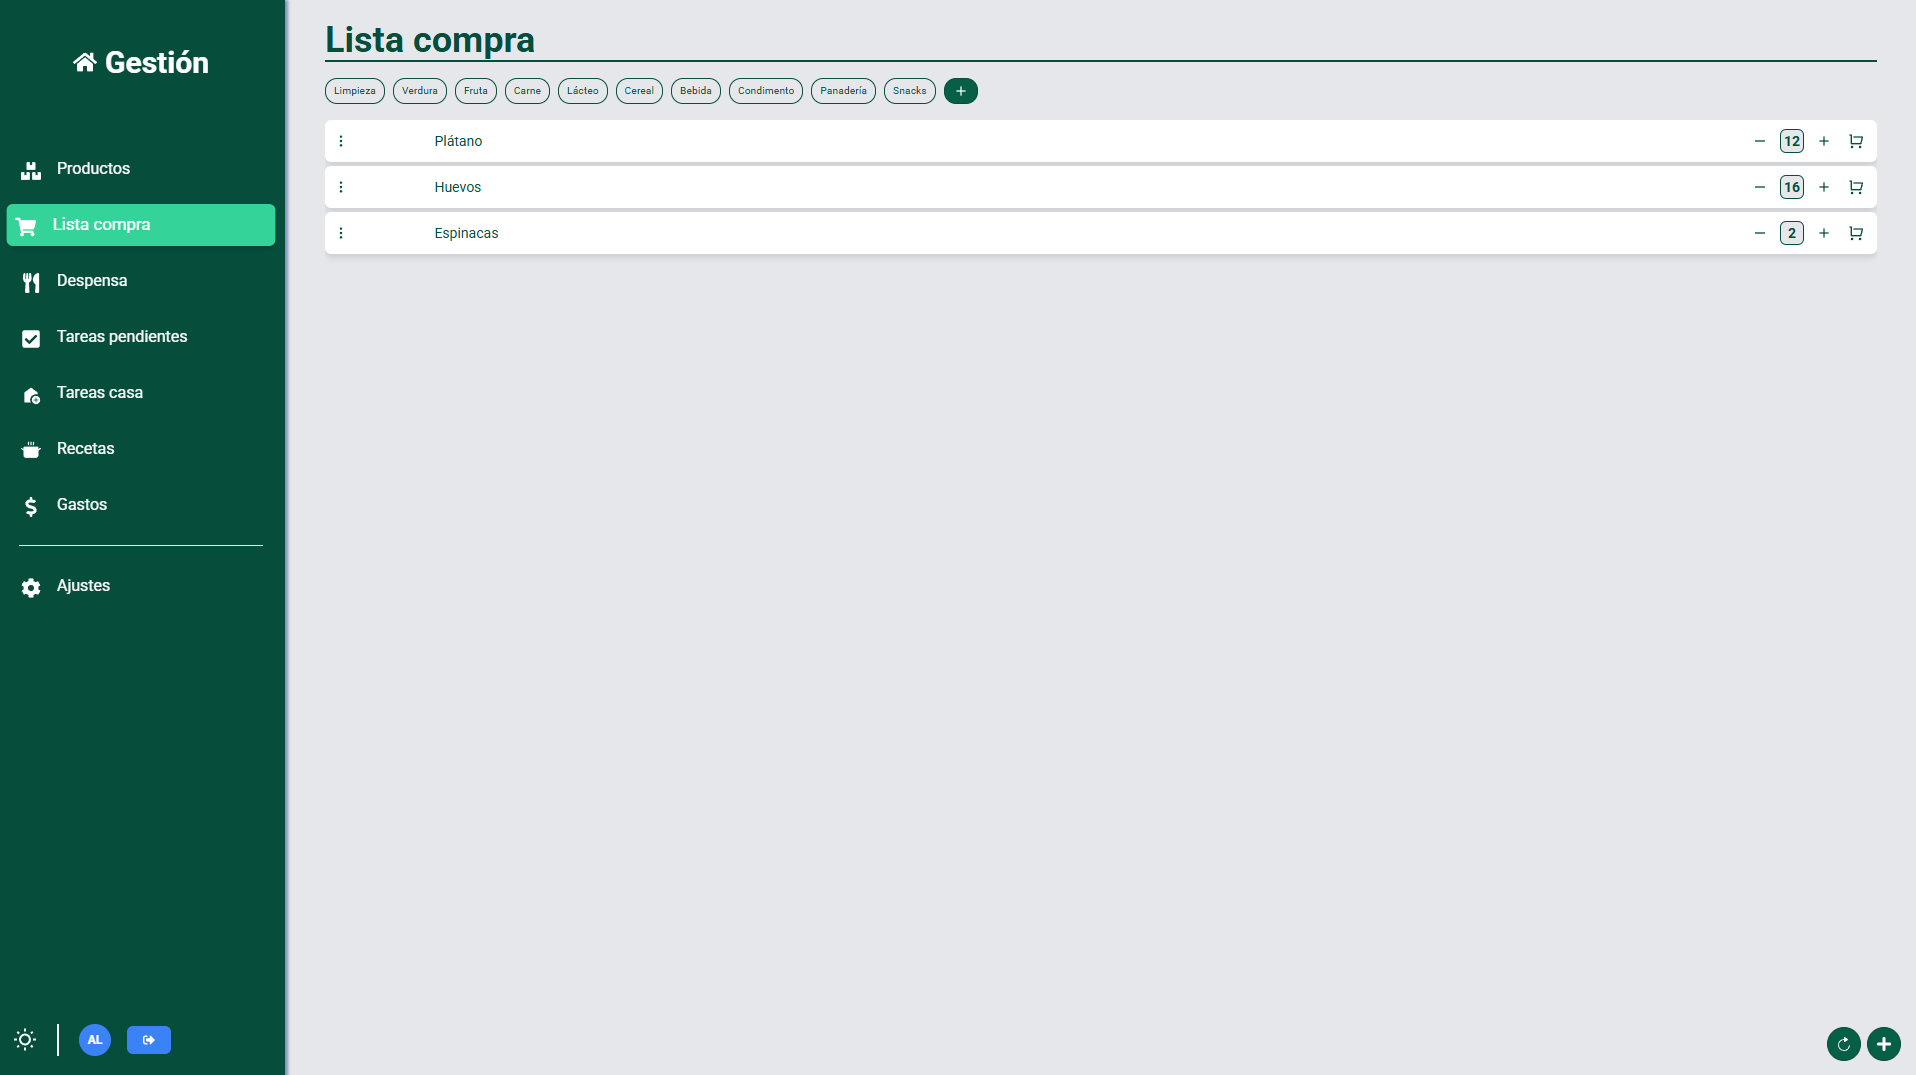 Gestión
Productos
Lista compra
Despensa
Tareas pendientes
Tareas casa
Recetas
Gastos
Ajustes
AL
Lista compra
Limpieza Verdura Fruta Carne Lácteo Cereal Bebida Condimento Panadería Snacks +
Plátano − 12 +
Huevos − 16 +
Espinacas − 2 +